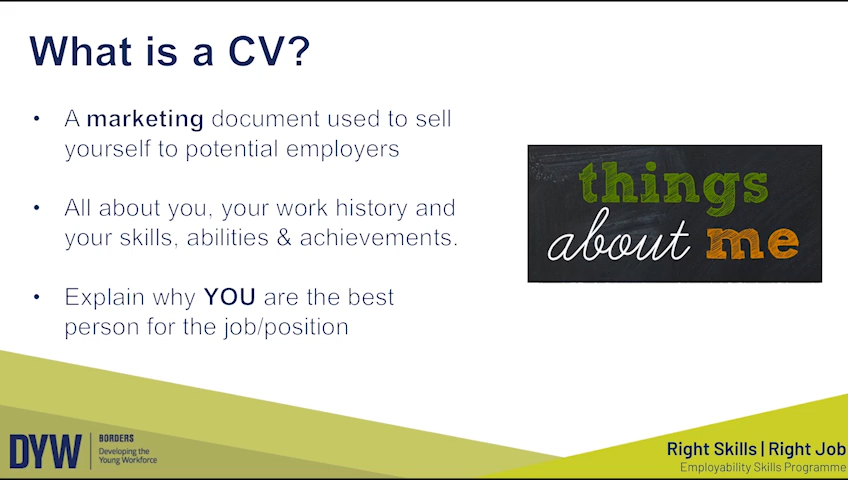 What is a CV?
• A marketing document used to sell
yourself to potential employers
• All about you, your work history and
your skills, abilities & achievements.
• Explain why YOU are the best
person for the job/position
things
about me
DYW
BORDERS
Developing the
Young Workforce
Right Skills | Right Job
Employability Skills Programme